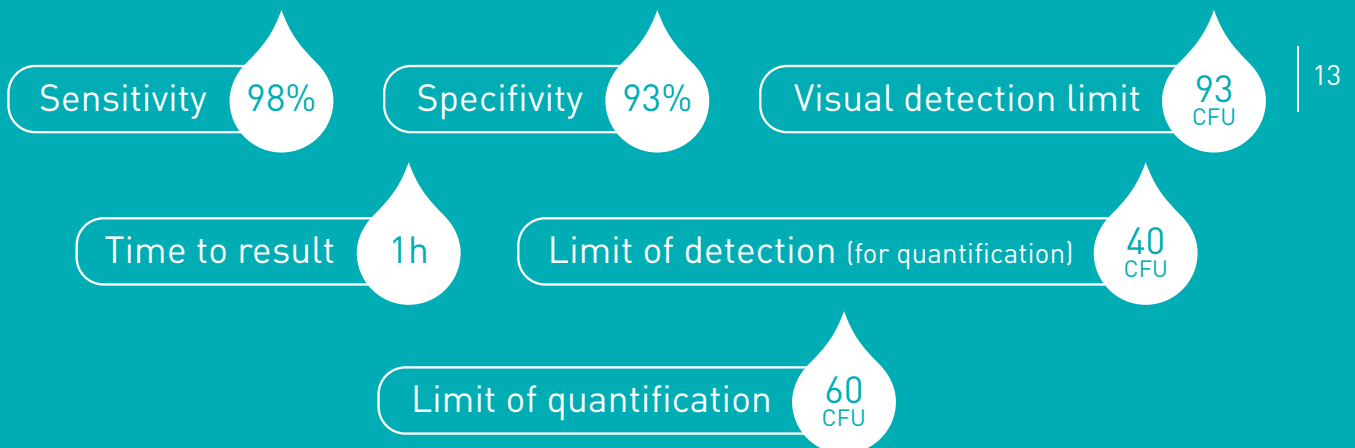 Sensitivity 98%
Specifivity 93%
Visual detection limit 93 CFU
13
Time to result 1h
Limit of detection (for quantification) 40 CFU
Limit of quantification 60 CFU